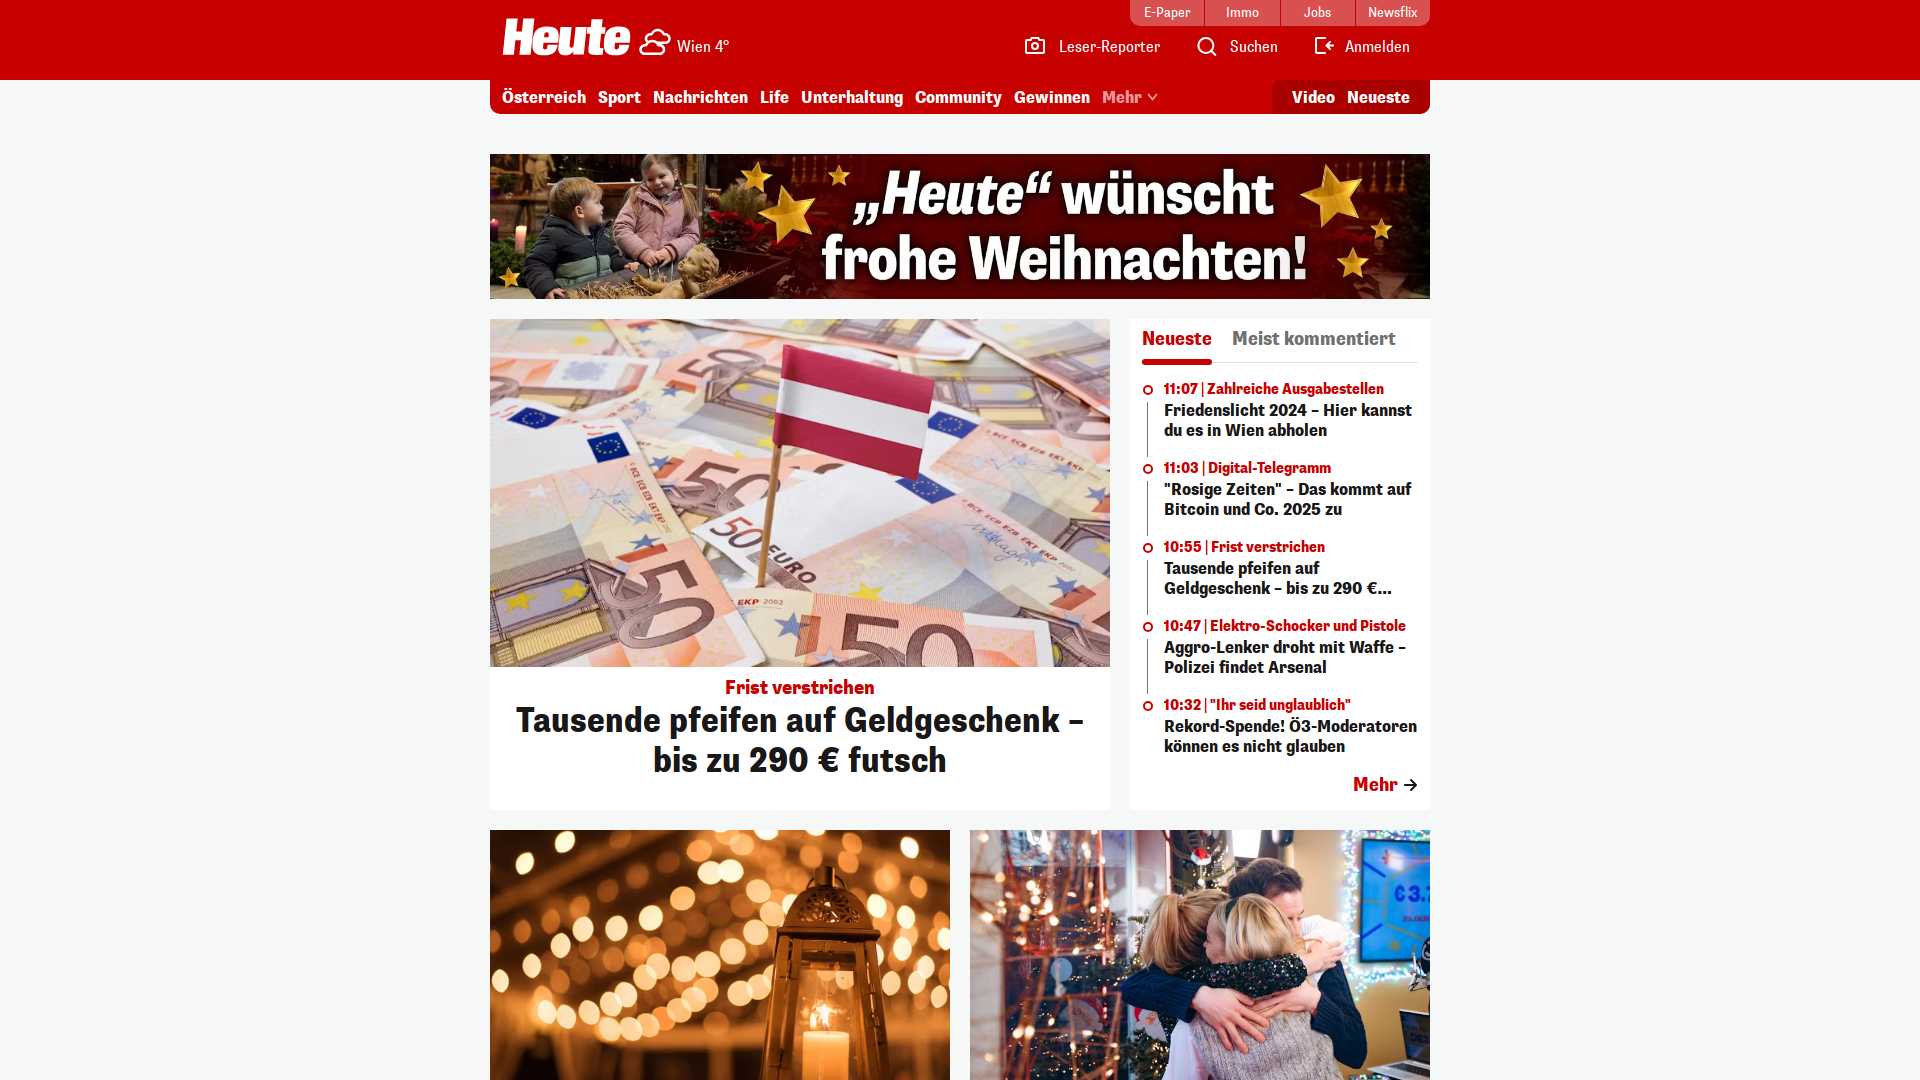 E-Paper Immo Jobs Newsflix
Heute Wien 4° Leser-Reporter Suchen Anmelden
Österreich Sport Nachrichten Life Unterhaltung Community Gewinnen Mehr Video Neueste
„Heute“ wünscht
frohe Weihnachten!
Frist verstrichen
Tausende pfeifen auf Geldgeschenk –
bis zu 290 € futsch
Neueste Meist kommentiert
11:07 | Zahlreiche Ausgabestellen
Friedenslicht 2024 – Hier kannst
du es in Wien abholen
11:03 | Digital-Telegramm
"Rosige Zeiten" – Das kommt auf
Bitcoin und Co. 2025 zu
10:55 | Frist verstrichen
Tausende pfeifen auf
Geldgeschenk – bis zu 290 €...
10:47 | Elektro-Schocker und Pistole
Aggro-Lenker droht mit Waffe –
Polizei findet Arsenal
10:32 | "Ihr seid unglaublich"
Rekord-Spende! Ö3-Moderatoren
können es nicht glauben
Mehr